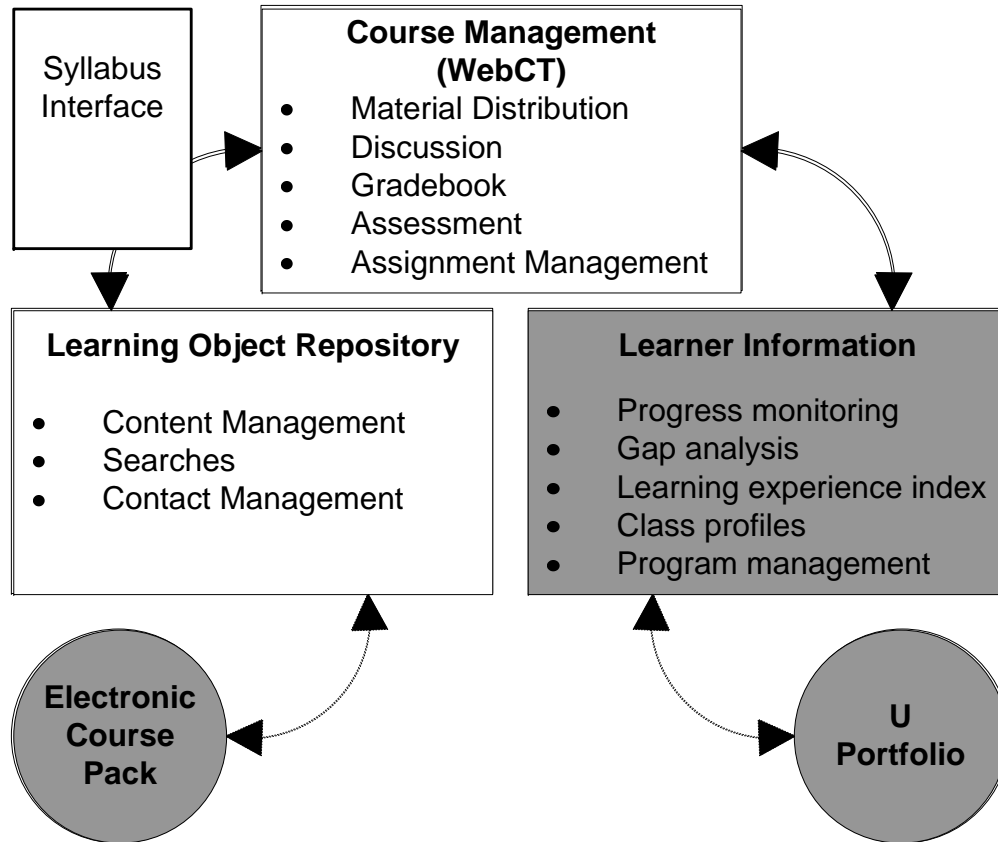 Syllabus
Interface
Course Management
(WebCT)
• Material Distribution
• Discussion
• Gradebook
• Assessment
• Assignment Management
Learning Object Repository
• Content Management
• Searches
• Contact Management
Learner Information
• Progress monitoring
• Gap analysis
• Learning experience index
• Class profiles
• Program management
Electronic
Course
Pack
U
Portfolio